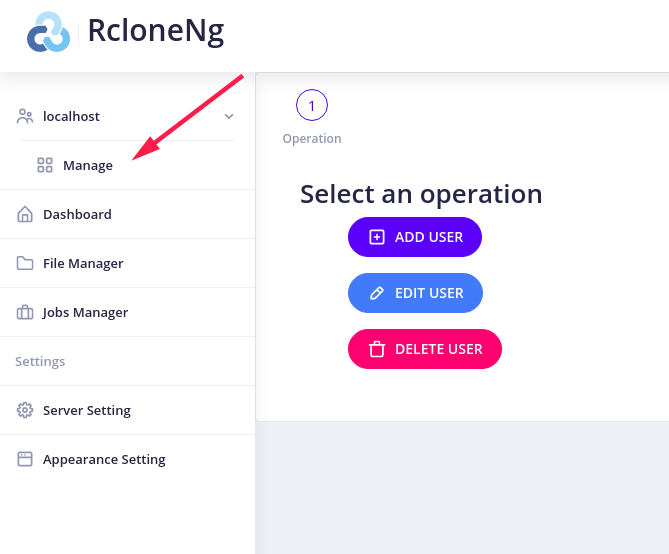 RcloneNg
localhost
Manage
Dashboard
File Manager
Jobs Manager
Settings
Server Setting
Appearance Setting
1
Operation
Select an operation
ADD USER
EDIT USER
DELETE USER